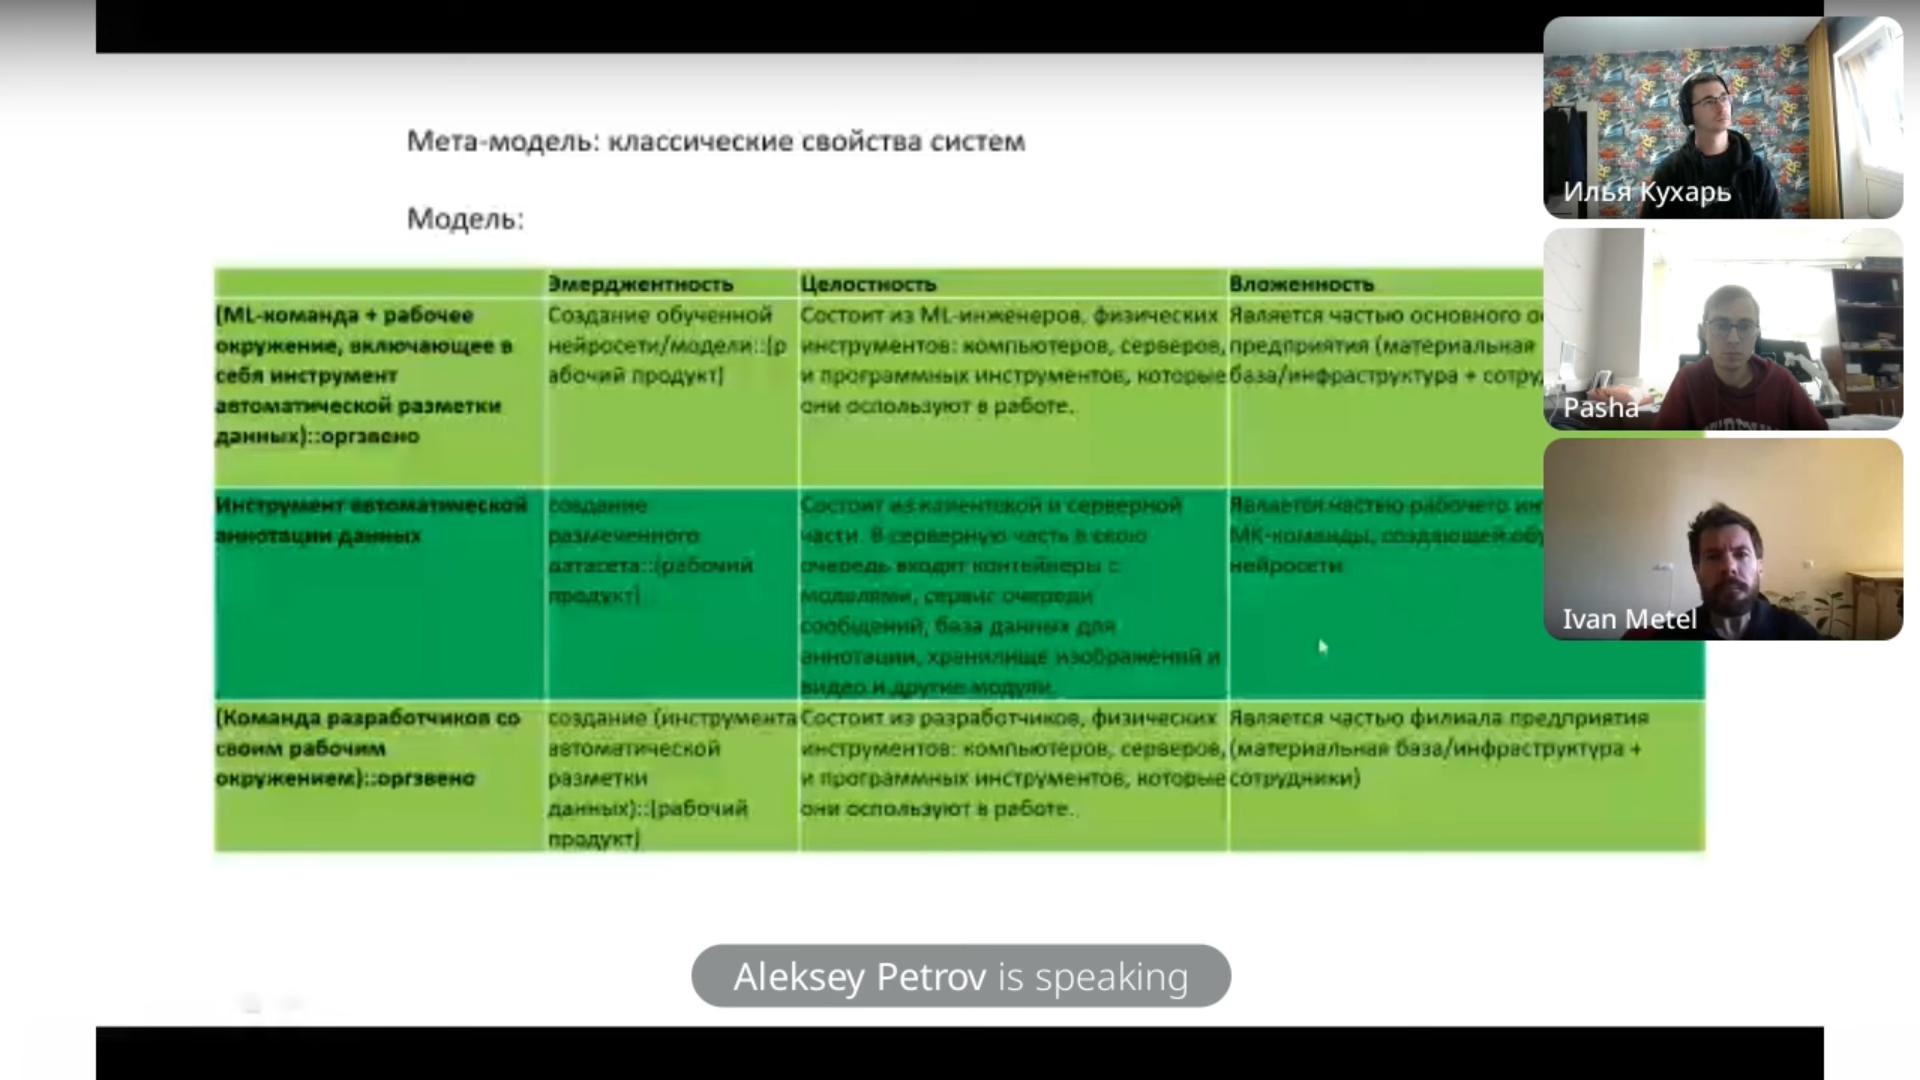 Мета-модель: классические свойства систем
Модель:
Эмерджентность
Целостность
Вложенность
(ML-команда + рабочее
окружение, включающее в
себя инструмент
автоматической разметки
данных)::оргзвено
Создание обученной
нейросети/модели::[р
абочий продукт]
Состоит из ML-инженеров, физических
инструментов: компьютеров, серверов,
и программных инструментов, которые
они оспользуют в работе.
Является частью основного
предприятия (материальная
база/инфраструктура +
Инструмент автоматической
аннотации данных
создание
размеченного
датасета::[рабочий
продукт]
Состоит из клиентской и серверной
части. В серверную часть в свою
очередь входят контейнеры с
моделями, сервис очереди
сообщений, база данных для
аннотации, хранилище изображений и
видео и другие модули.
Является частью рабочего
МК-команды, создающей
нейросети
(Команда разработчиков со
своим рабочим
окружением)::оргзвено
создание (инструмента
автоматической
разметки
данных)::[рабочий
продукт]
Состоит из разработчиков, физических
инструментов: компьютеров, серверов,
и программных инструментов, которые
они оспользуют в работе.
Является частью филиала предприятия
(материальная база/инфраструктура +
сотрудники)
Илья Кухарь
Pasha
Ivan Metel
Aleksey Petrov is speaking